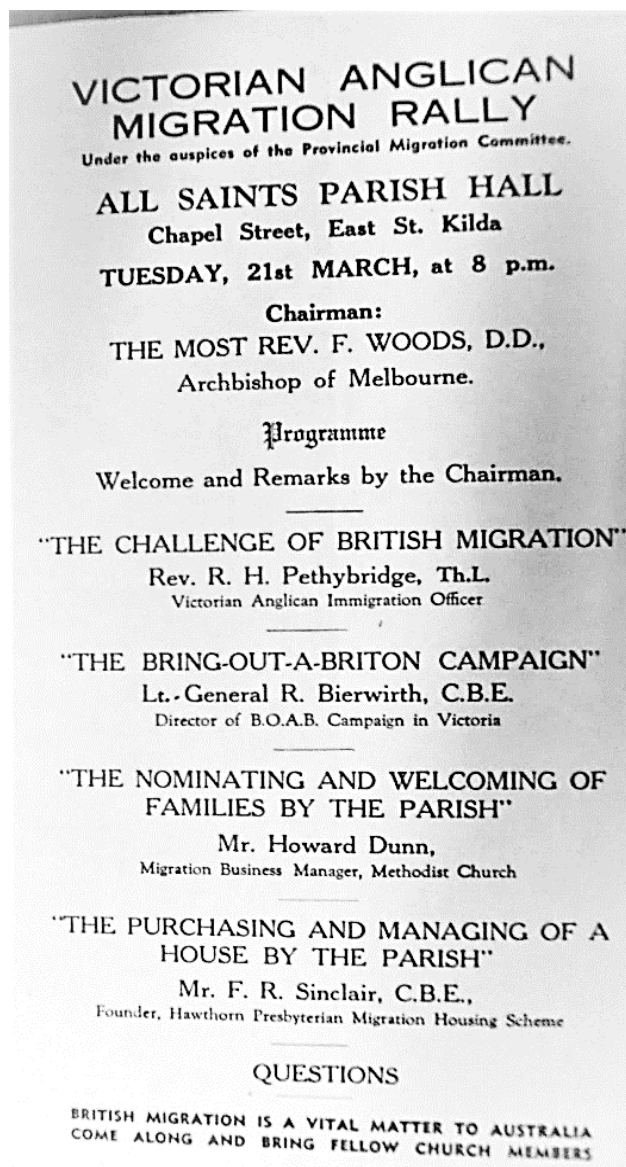 VICTORIAN ANGLICAN
MIGRATION RALLY
Under the auspices of the Provincial Migration Committee.
ALL SAINTS PARISH HALL
Chapel Street, East St. Kilda
TUESDAY, 21st MARCH, at 8 p.m.
Chairman:
THE MOST REV. F. WOODS, D.D.,
Archbishop of Melbourne.
Programme
Welcome and Remarks by the Chairman.
"THE CHALLENGE OF BRITISH MIGRATION"
Rev. R. H. Pethybridge, Th.L.
Victorian Anglican Immigration Officer
"THE BRING-OUT-A-BRITON CAMPAIGN"
Lt.-General R. Bierwirth, C.B.E.
Director of B.O.A.B. Campaign in Victoria
"THE NOMINATING AND WELCOMING OF
FAMILIES BY THE PARISH"
Mr. Howard Dunn,
Migration Business Manager, Methodist Church
"THE PURCHASING AND MANAGING OF A
HOUSE BY THE PARISH"
Mr. F. R. Sinclair, C.B.E.,
Founder, Hawthorn Presbyterian Migration Housing Scheme
QUESTIONS
BRITISH MIGRATION IS A VITAL MATTER TO AUSTRALIA
COME ALONG AND BRING FELLOW CHURCH MEMBERS